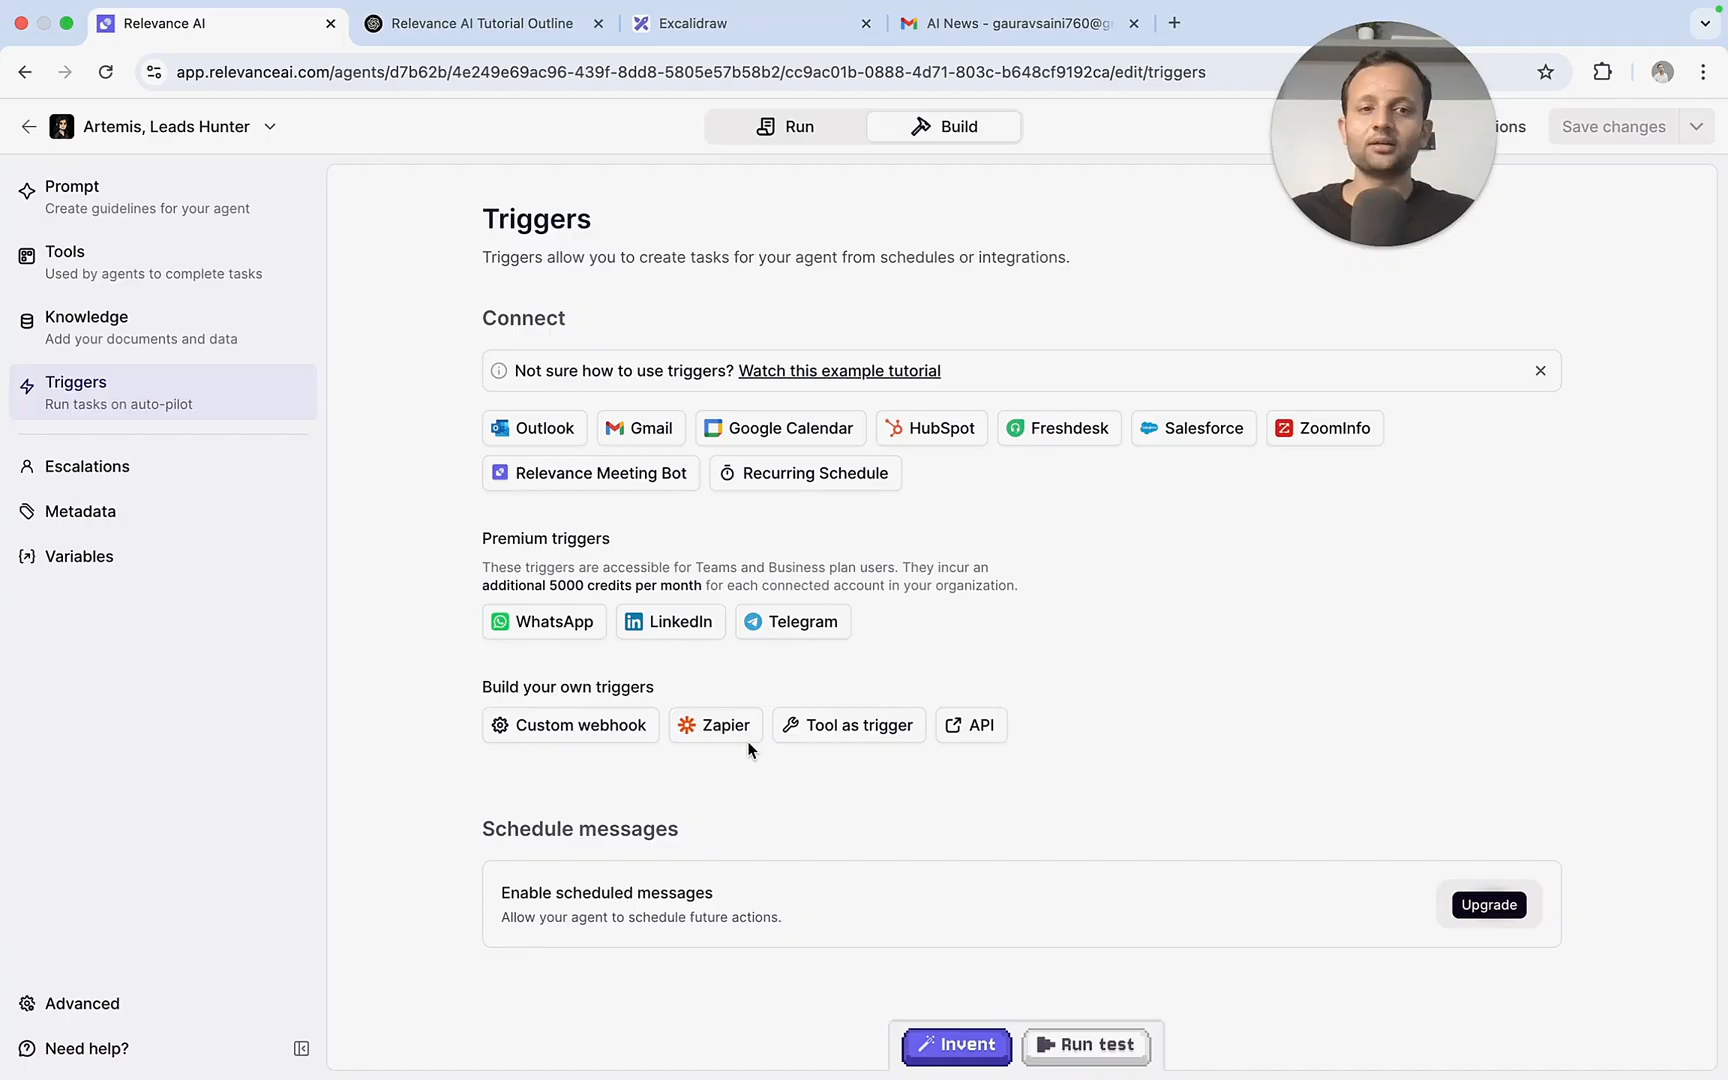 Relevance AI
Relevance AI Tutorial Outline
Excalidraw
AI News - gauravsaini760@g
app.relevanceai.com/agents/d7b62b/4e249e69ac96-439f-8dd8-5805e57b58b2/cc9ac01b-0888-4d71-803c-b648cf9192ca/edit/triggers
Artemis, Leads Hunter
Run
Build
ions
Save changes
Prompt
Create guidelines for your agent
Tools
Used by agents to complete tasks
Knowledge
Add your documents and data
Triggers
Run tasks on auto-pilot
Escalations
Metadata
Variables
Advanced
Need help?
Triggers
Triggers allow you to create tasks for your agent from schedules or integrations.
Connect
Not sure how to use triggers? Watch this example tutorial
Outlook
Gmail
Google Calendar
HubSpot
Freshdesk
Salesforce
ZoomInfo
Relevance Meeting Bot
Recurring Schedule
Premium triggers
These triggers are accessible for Teams and Business plan users. They incur an
additional 5000 credits per month for each connected account in your organization.
WhatsApp
LinkedIn
Telegram
Build your own triggers
Custom webhook
Zapier
Tool as trigger
API
Schedule messages
Enable scheduled messages
Allow your agent to schedule future actions.
Upgrade
Invent
Run test